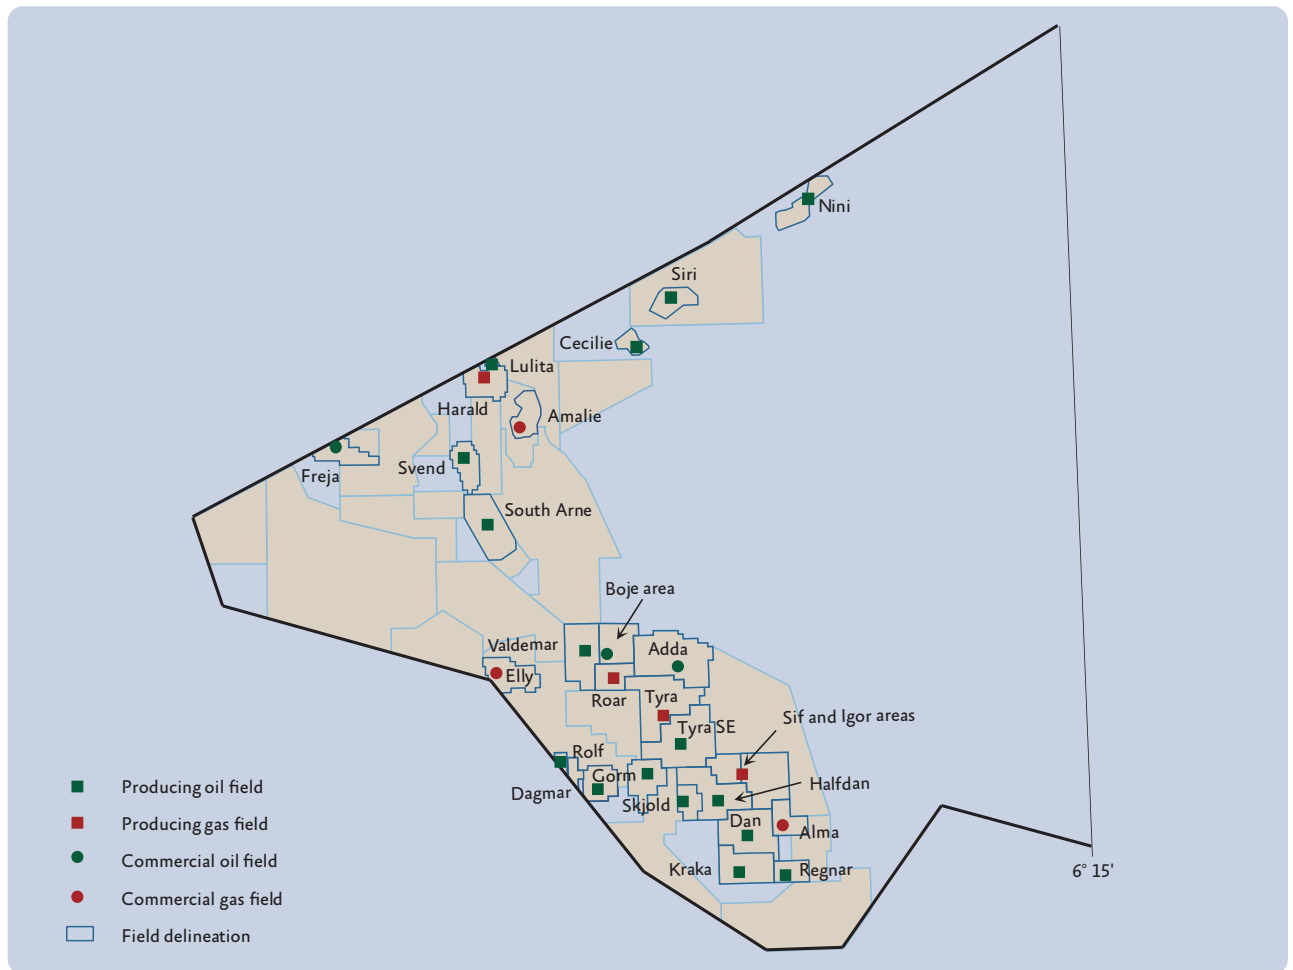 Nini
Siri
Cecilie
Lulita
Harald
Amalie
Freja
Svend
South Arne
Boje area
Valdemar
Adda
Elly
Roar
Tyra
Sif and Igor areas
Tyra SE
Rolf
Gorm
Halfdan
Dagmar
Skjold
Dan
Alma
Kraka
Regnar
6° 15'
Producing oil field
Producing gas field
Commercial oil field
Commercial gas field
Field delineation